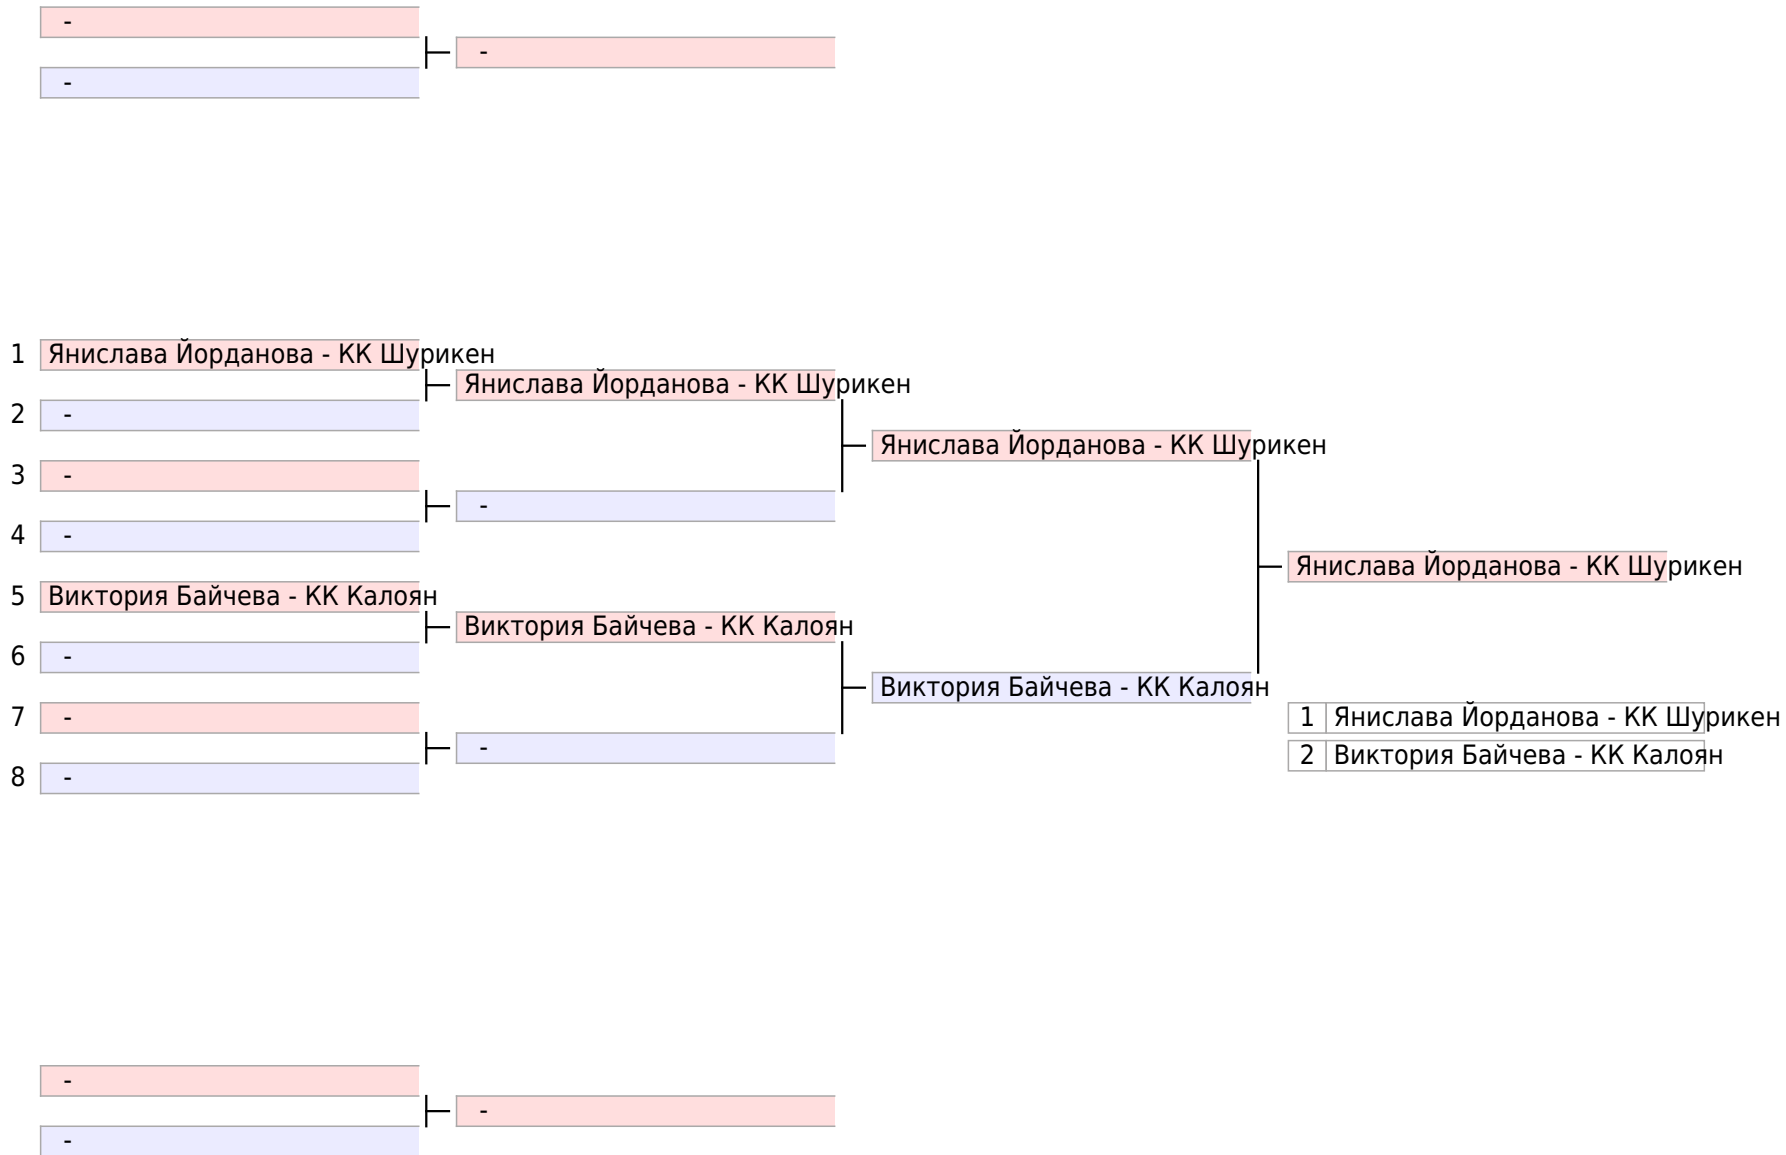 -
-
-
1 Янислава Йорданова - КК Шурикен
Янислава Йорданова - КК Шурикен
2 -
Янислава Йорданова - КК Шурикен
3 -
-
4 -
Янислава Йорданова - КК Шурикен
5 Виктория Байчева - КК Калоян
Виктория Байчева - КК Калоян
6 -
Виктория Байчева - КК Калоян
7 -
1 Янислава Йорданова - КК Шурикен
-
2 Виктория Байчева - КК Калоян
8 -
-
-
-